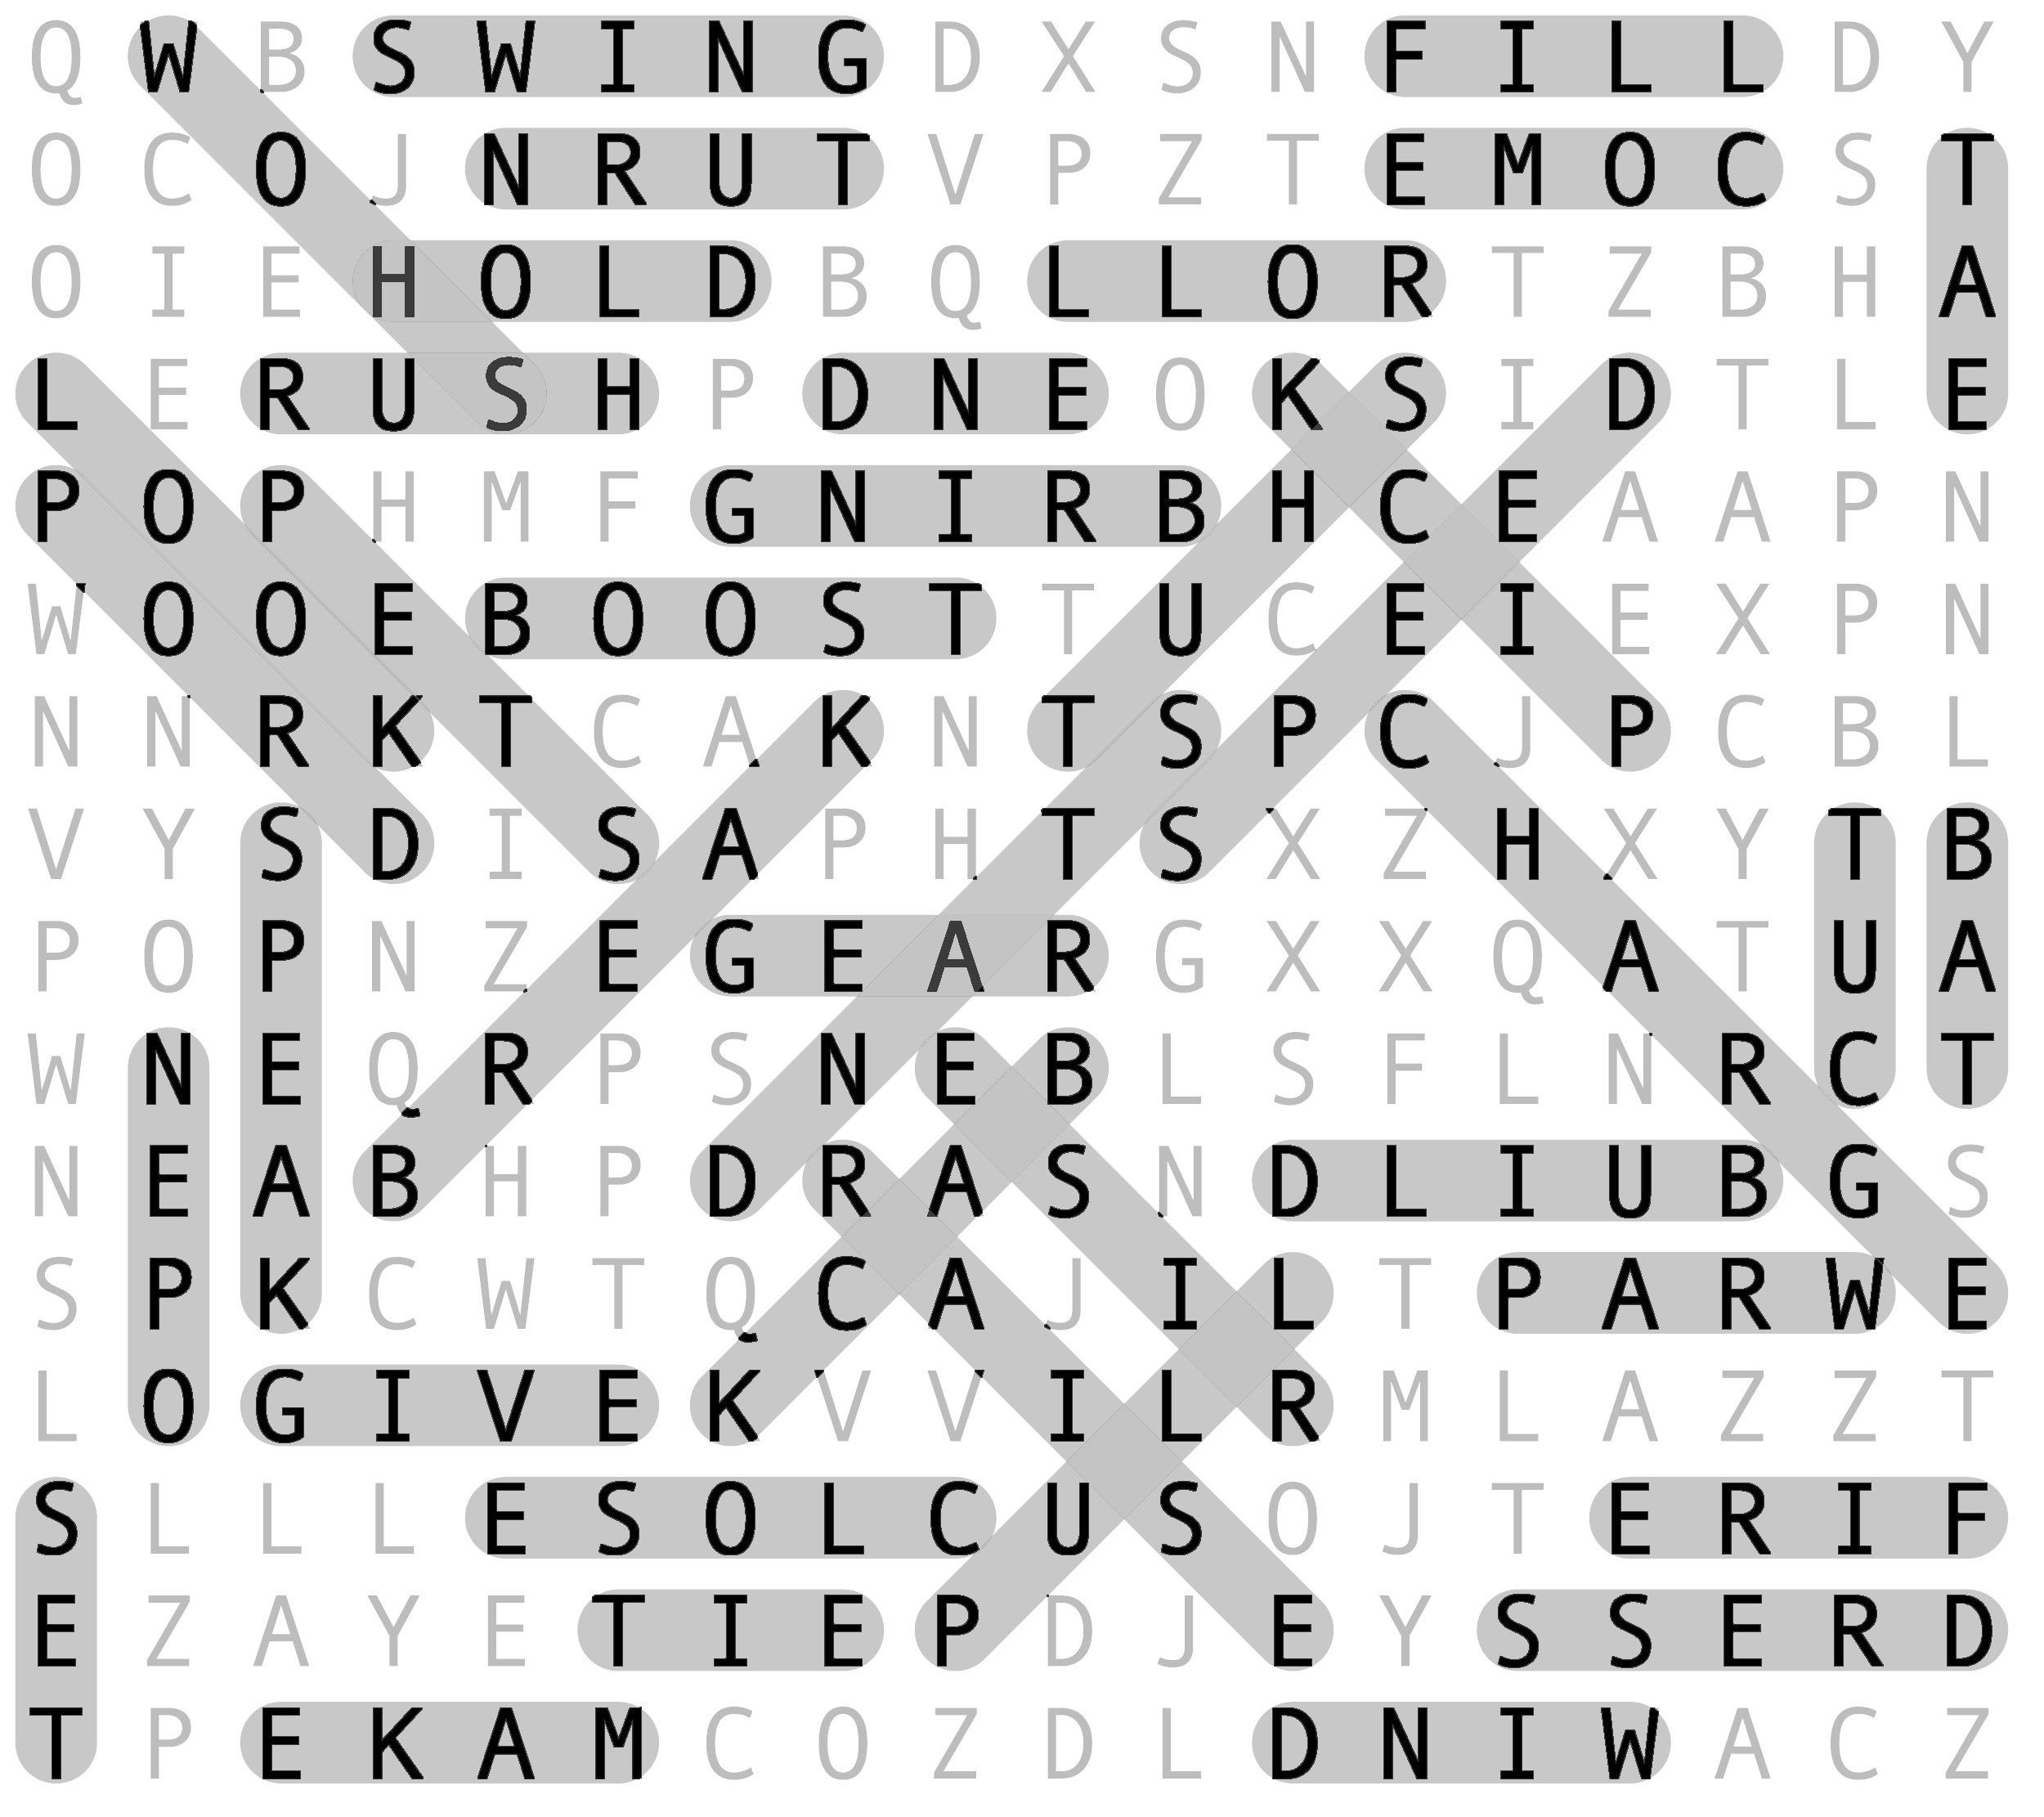 Q W B S W I N G D X S N F I L L D Y
O C O J N R U T V P Z T E M O C S T
O I E H O L D B Q L L O R T Z B H A
L E R U S H P D N E O K S I D T L E
P O P H M F G N I R B H C E A A P N
W O O E B O O S T T U C E I E X P N
N N R K T C A K N T S P C J P C B L
V Y S D I S A P H T S X Z H X Y T B
P O P N Z E G E A R G X X Q A T U A
W N E Q R P S N E B L S F L N R C T
N E A B H P D R A S N D L I U B G S
S P K C W T Q C A J I L T P A R W E
L O G I V E K V V I L R M L A Z Z T
S L L L E S O L C U S O J T E R I F
E Z A Y E T I E P D J E Y S S E R D
T P E K A M C O Z D L D N I W A C Z